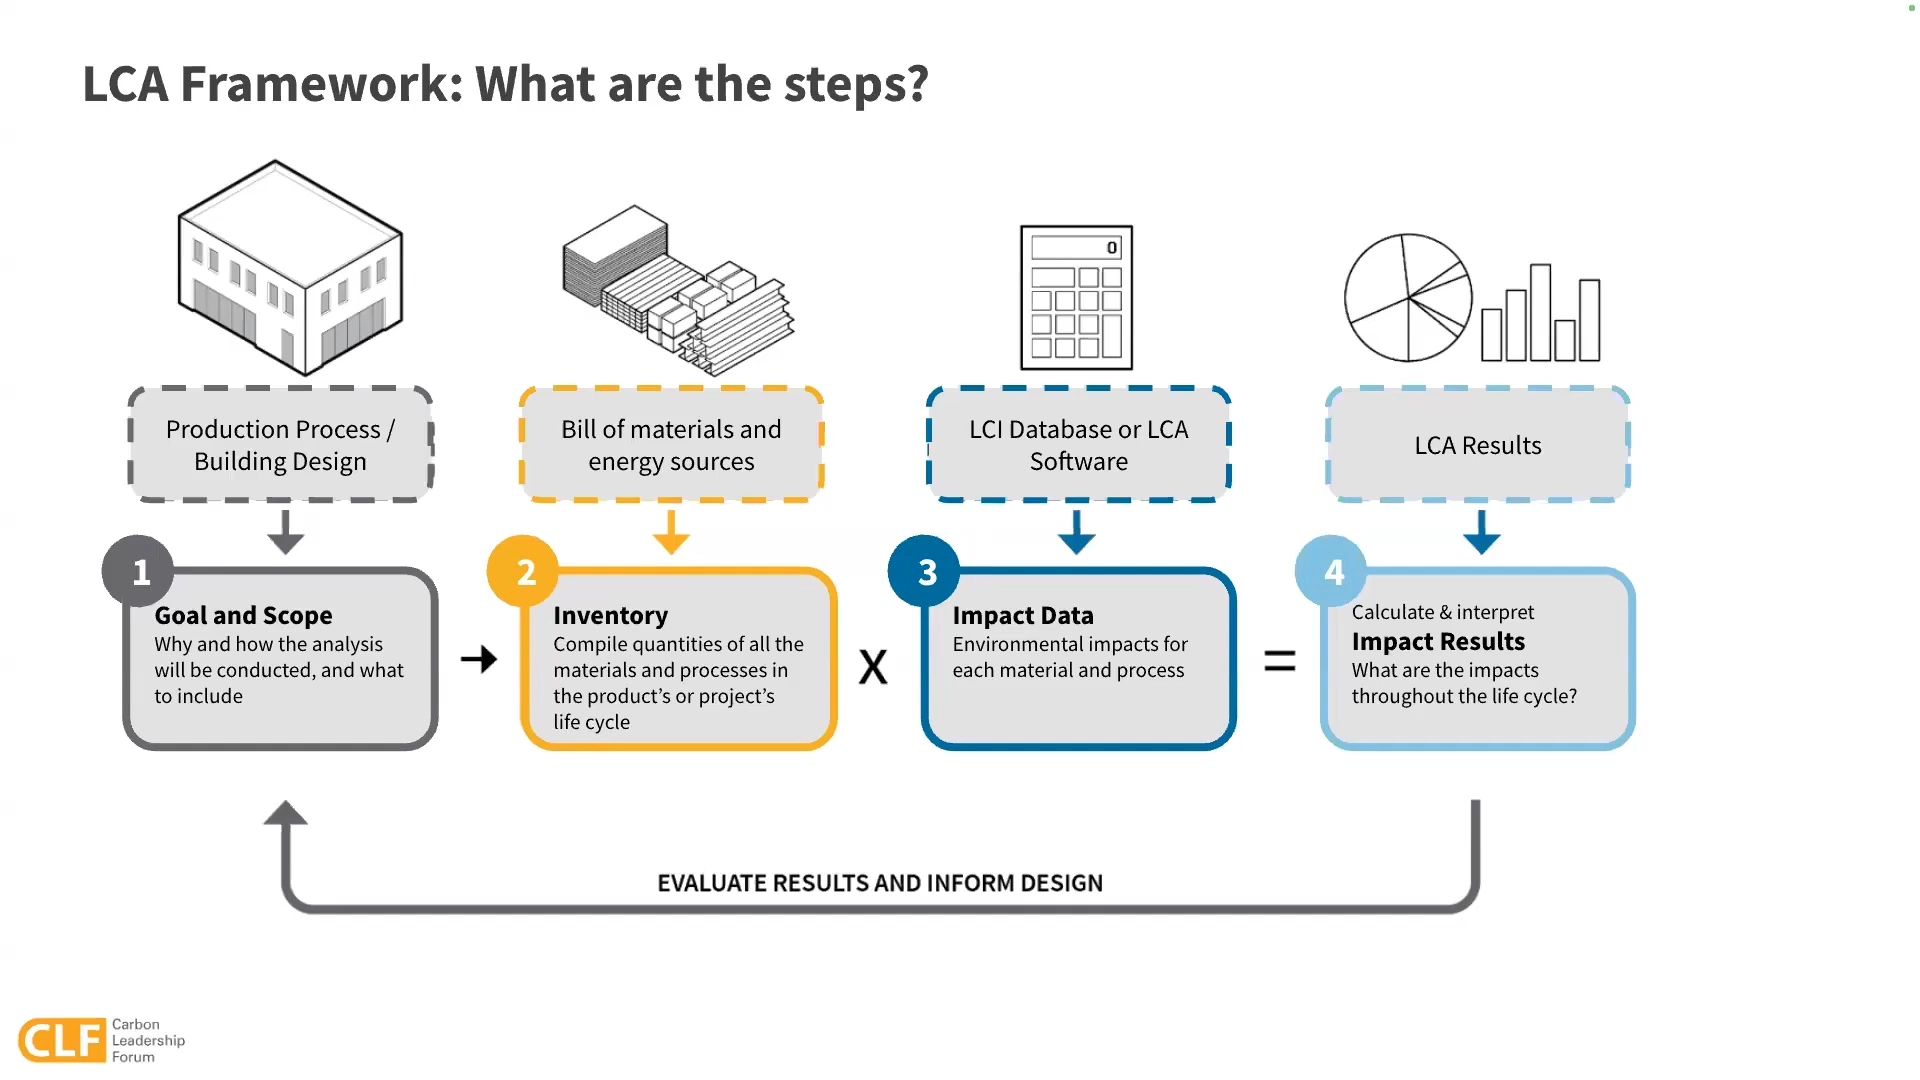 LCA Framework: What are the steps?
0
Production Process /
Building Design
Bill of materials and
energy sources
LCI Database or LCA
Software
LCA Results
1
Goal and Scope
Why and how the analysis
will be conducted, and what
to include
2
Inventory
Compile quantities of all the
materials and processes in
the product's or project's
life cycle
X
3
Impact Data
Environmental impacts for
each material and process
=
4
Calculate & interpret
Impact Results
What are the impacts
throughout the life cycle?
EVALUATE RESULTS AND INFORM DESIGN
CLF
Carbon
Leadership
Forum